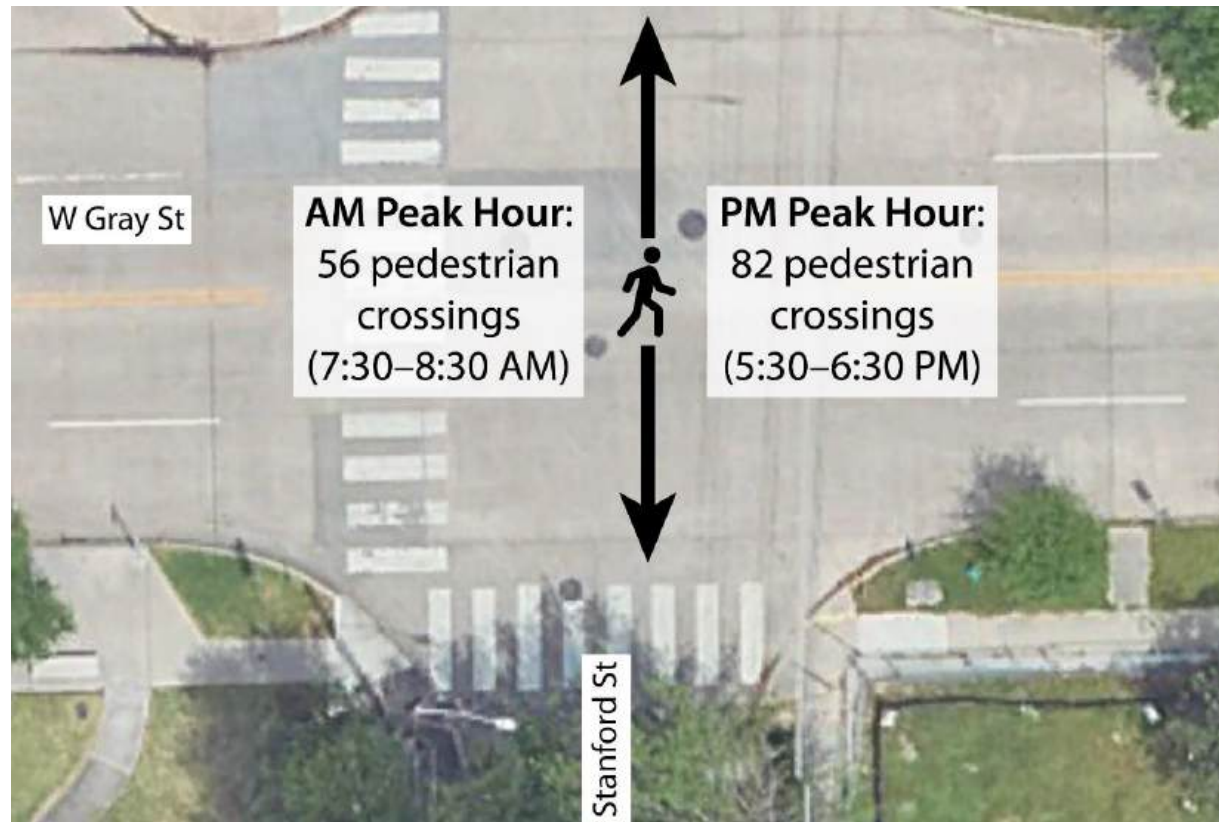 W Gray St
AM Peak Hour:
56 pedestrian
crossings
(7:30–8:30 AM)
PM Peak Hour:
82 pedestrian
crossings
(5:30–6:30 PM)
Stanford St